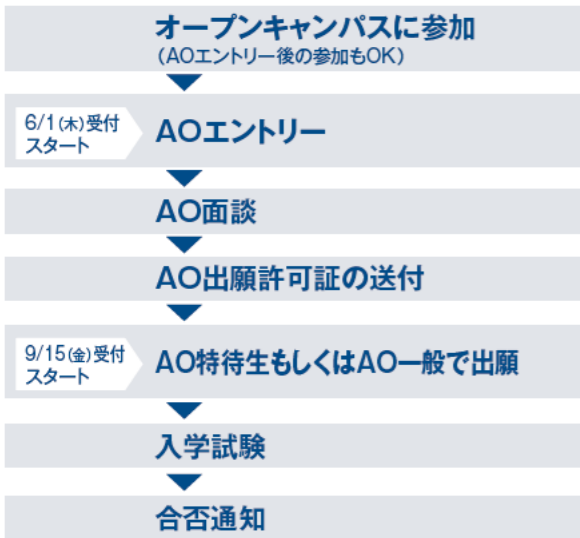 オープンキャンパスに参加
（AOエントリー後の参加もOK）
6/1(木)受付
スタート
AOエントリー
AO面談
AO出願許可証の送付
9/15(金)受付
スタート
AO特待生もしくはAO一般で出願
入学試験
合否通知